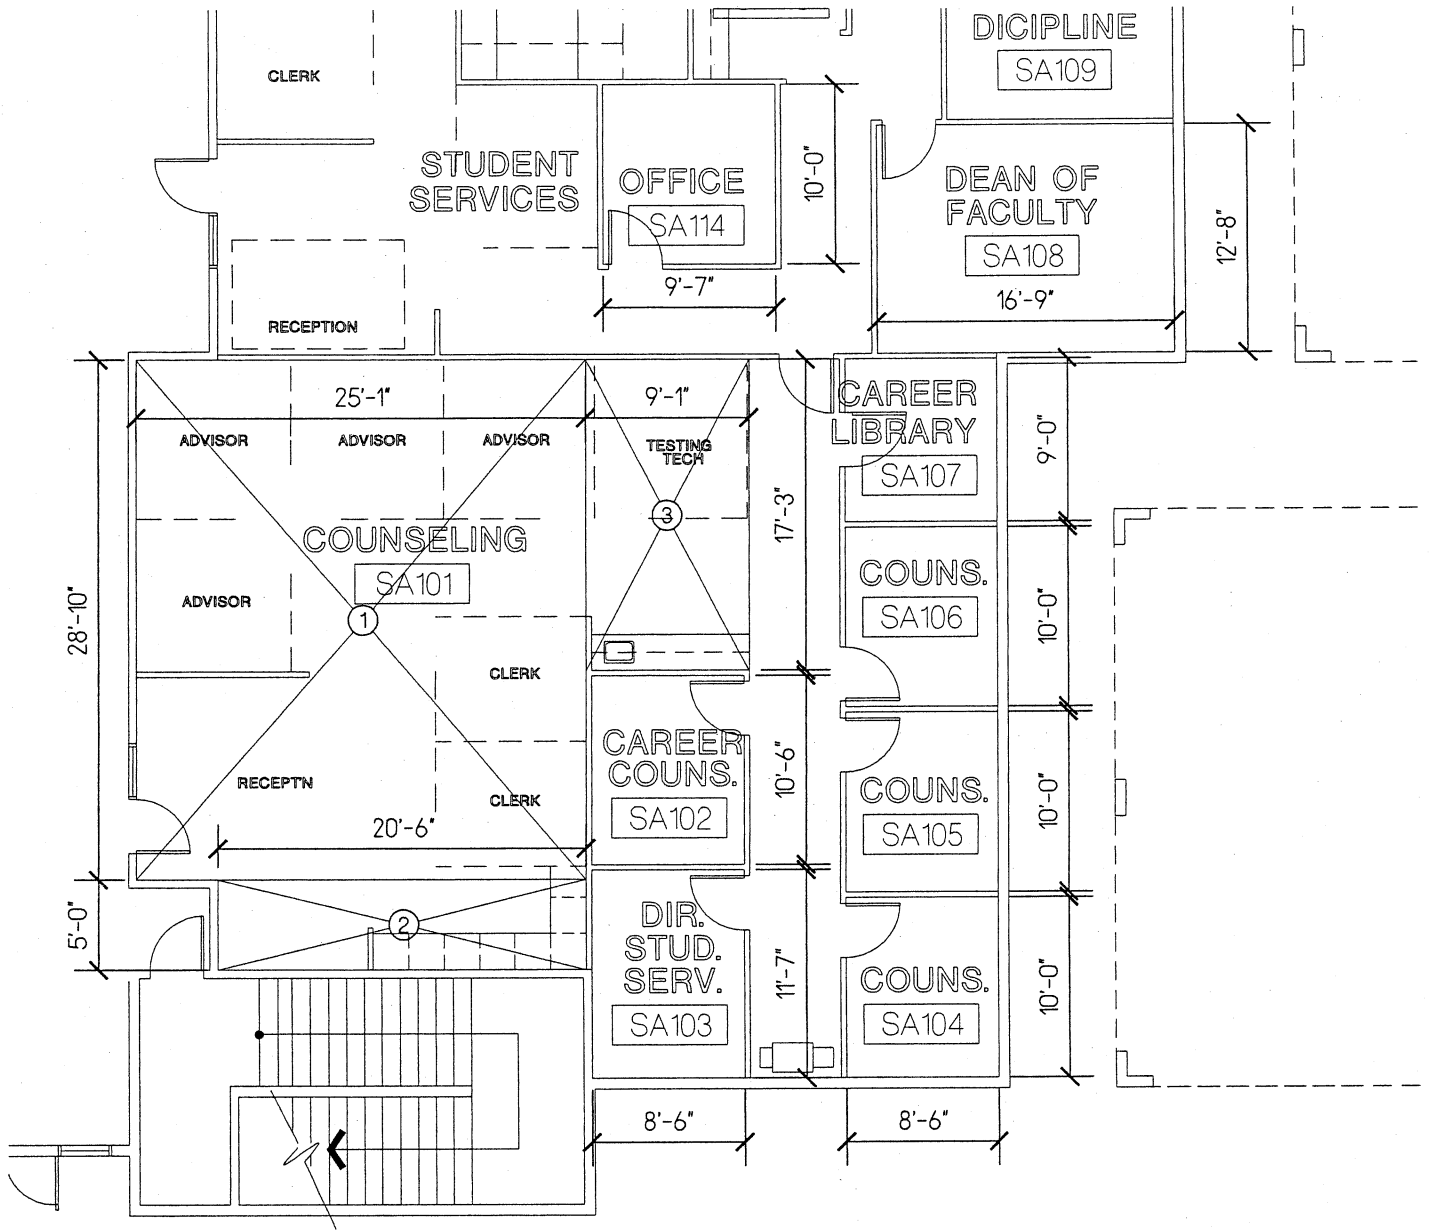 DICIPLINE
SA109
CLERK
STUDENT
SERVICES
OFFICE
SA114
10'-0"
DEAN OF
FACULTY
SA108
12'-8"
9'-7"
16'-9"
RECEPTION
25'-1"
9'-1"
CAREER
LIBRARY
SA107
9'-0"
ADVISOR
ADVISOR
ADVISOR
TESTING
TECH
17'-3"
3
COUNSELING
SA101
COUNS.
SA106
10'-0"
28'-10"
ADVISOR
1
CLERK
CAREER
COUNS.
SA102
10'-6"
RECEPT'N
CLERK
COUNS.
SA105
10'-0"
20'-6"
5'-0"
2
DIR.
STUD.
SERV.
SA103
11'-7"
COUNS.
SA104
10'-0"
8'-6"
8'-6"